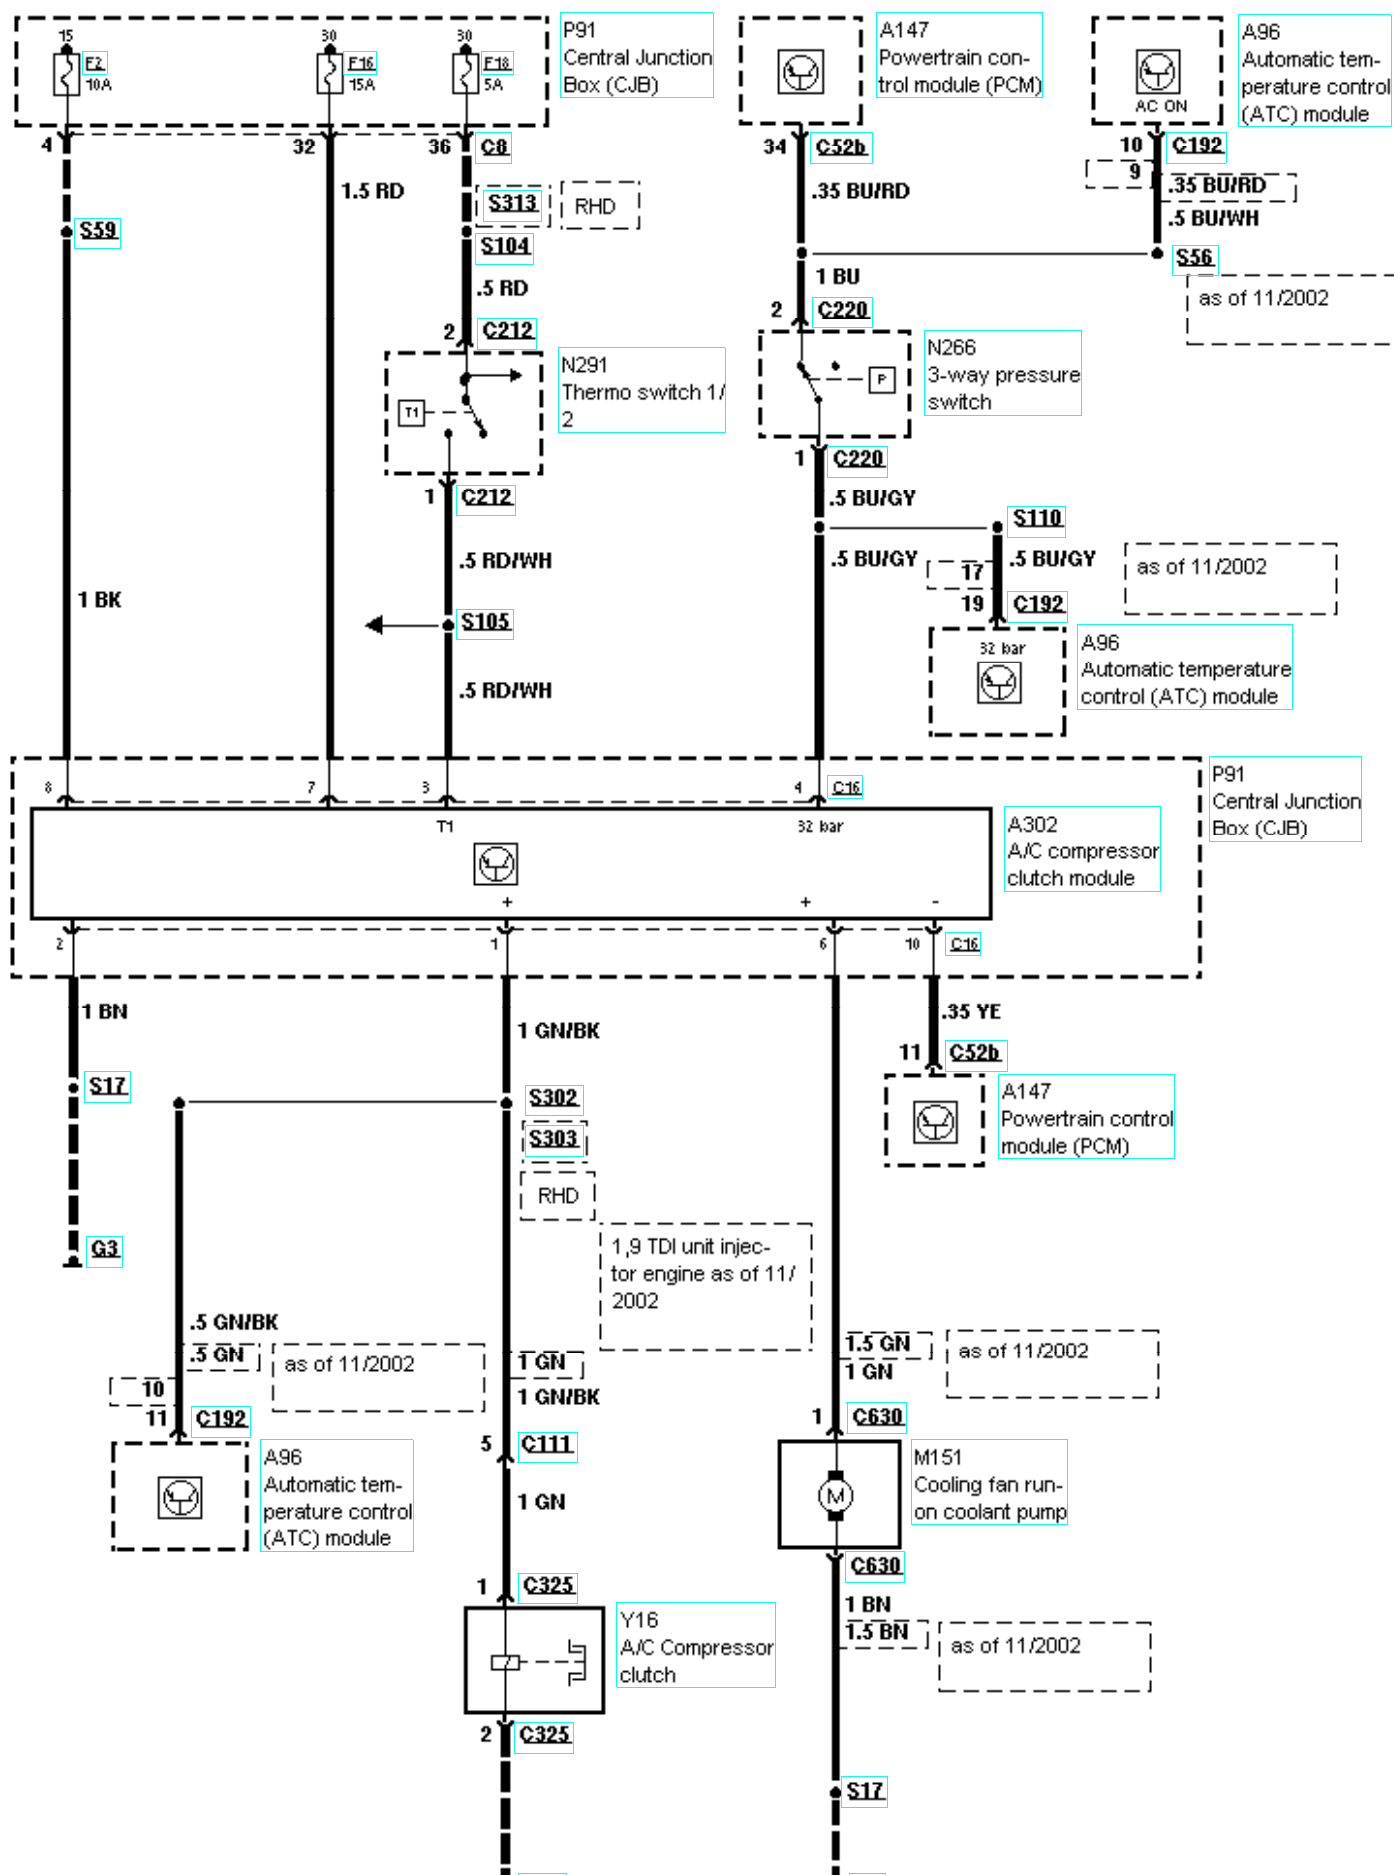 15
F2
10A
30
F16
15A
30
F18
5A
P91
Central Junction
Box (CJB)
A147
Powertrain con-
trol module (PCM)
AC ON
A96
Automatic tem-
perature control
(ATC) module
4
32
36
C8
34
C52b
10
C192
9
1.5 RD
S313
RHD
.35 BU/RD
.35 BU/RD
.5 BU/WH
S59
S104
S56
1 BU
.5 RD
as of 11/2002
2
C212
2
C220
N291
Thermo switch 1/
2
T1
N266
3-way pressure
switch
P
1
C212
1
C220
.5 BU/GY
S110
.5 RD/WH
.5 BU/GY
.5 BU/GY
as of 11/2002
17
19
C192
1 BK
S105
32 bar
A96
Automatic temperature
control (ATC) module
.5 RD/WH
P91
Central Junction
Box (CJB)
8
7
3
4
C16
T1
32 bar
A302
A/C compressor
clutch module
+
+
-
2
1
6
10
C16
1 BN
1 GN/BK
.35 YE
11
C52b
S17
S302
A147
Powertrain control
module (PCM)
S303
RHD
G3
1,9 TDI unit injec-
tor engine as of 11/
2002
.5 GN/BK
.5 GN
as of 11/2002
1 GN
1 GN/BK
1.5 GN
1 GN
as of 11/2002
10
11
C192
5
C111
1
C630
A96
Automatic tem-
perature control
(ATC) module
M151
Cooling fan run-
on coolant pump
M
1 GN
C630
1
C325
1 BN
1.5 BN
as of 11/2002
Y16
A/C Compressor
clutch
2
C325
S17